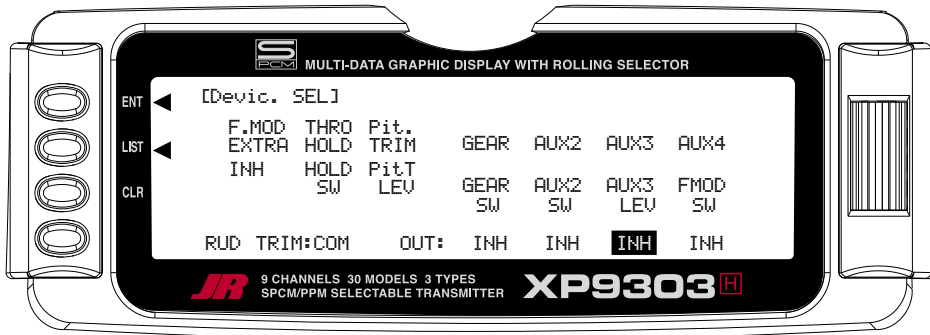 S
PCM MULTI-DATA GRAPHIC DISPLAY WITH ROLLING SELECTOR
ENT
LIST
CLR
[Devic. SEL]
F.MOD THRO Pit.
EXTRA HOLD TRIM GEAR AUX2 AUX3 AUX4
INH HOLD PitT
SW LEV GEAR AUX2 AUX3 FMOD
SW SW LEV SW
RUD TRIM:COM OUT: INH INH INH INH
JR 9 CHANNELS 30 MODELS 3 TYPES
SPCM/PPM SELECTABLE TRANSMITTER XP9303 H